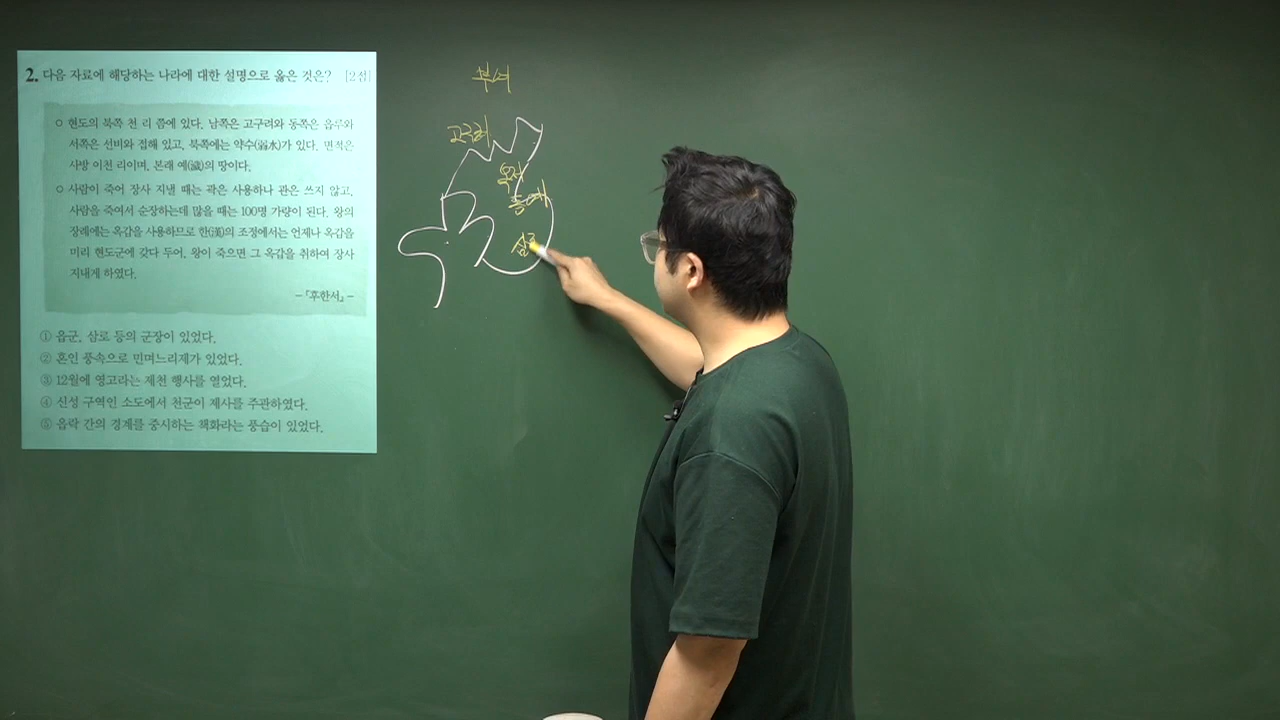 2. 다음 자료에 해당하는 나라에 대한 설명으로 옳은 것은? [2점]
○ 현도의 북쪽 천 리 쯤에 있다. 남쪽은 고구려와 동쪽은 읍루와
서쪽은 선비와 접해 있고, 북쪽에는 약수(弱水)가 있다. 면적은
사방 이천 리이며, 본래 예(濊)의 땅이다.
○ 사람이 죽어 장사 지낼 때는 곽은 사용하나 관은 쓰지 않고,
사람을 죽여서 순장하는데 많을 때는 100명 가량이 된다. 왕의
장례에는 옥갑을 사용하므로 한(漢)의 조정에서는 언제나 옥갑을
미리 현도군에 갖다 두어, 왕이 죽으면 그 옥갑을 취하여 장사
지내게 하였다.
-「후한서」-
① 읍군, 삼로 등의 군장이 있었다.
② 혼인 풍속으로 민며느리제가 있었다.
③ 12월에 영고라는 제천 행사를 열었다.
④ 신성 구역인 소도에서 천군이 제사를 주관하였다.
⑤ 읍락 간의 경계를 중시하는 책화라는 풍습이 있었다.
부여
고구려
옥저
동예